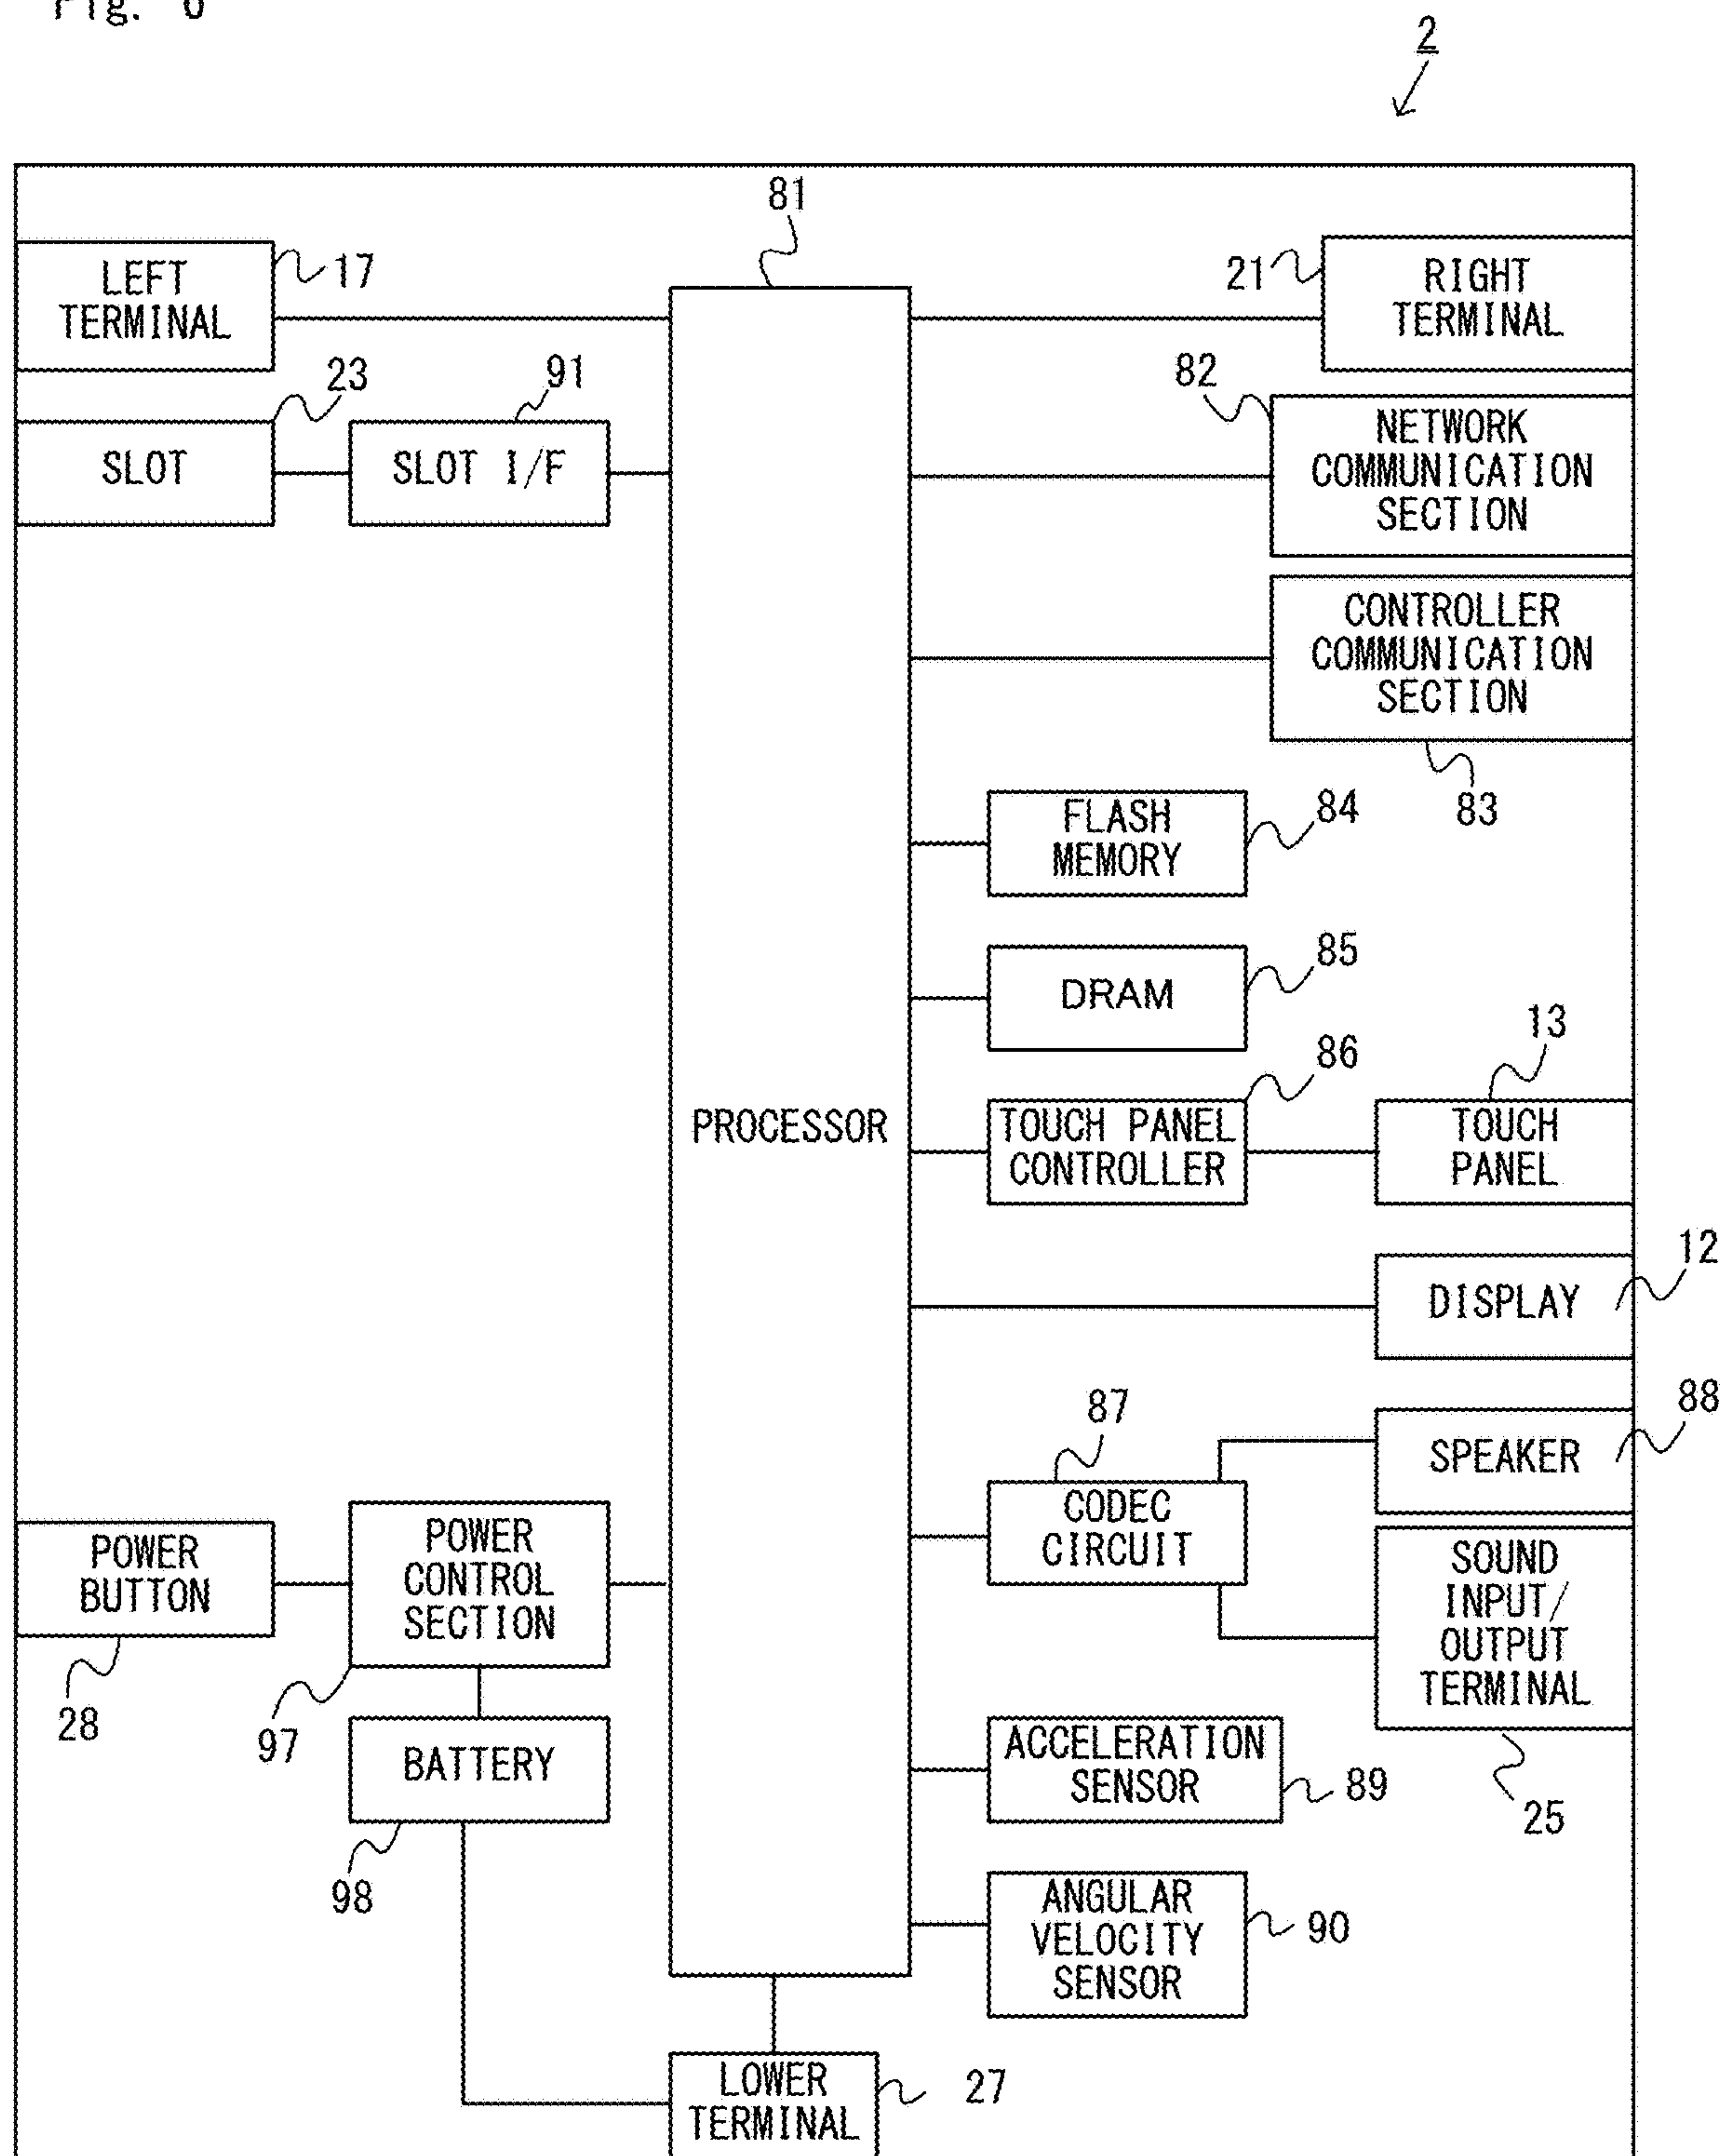 Fig. 6
2
81
LEFT
TERMINAL
17
21
RIGHT
TERMINAL
23
91
SLOT
SLOT I/F
82
NETWORK
COMMUNICATION
SECTION
CONTROLLER
COMMUNICATION
SECTION
83
FLASH
MEMORY
84
DRAM
85
PROCESSOR
86
TOUCH PANEL
CONTROLLER
13
TOUCH
PANEL
DISPLAY
12
87
CODEC
CIRCUIT
SPEAKER
88
SOUND
INPUT/
OUTPUT
TERMINAL
25
POWER
BUTTON
28
POWER
CONTROL
SECTION
97
BATTERY
98
ACCELERATION
SENSOR
89
ANGULAR
VELOCITY
SENSOR
90
LOWER
TERMINAL
27